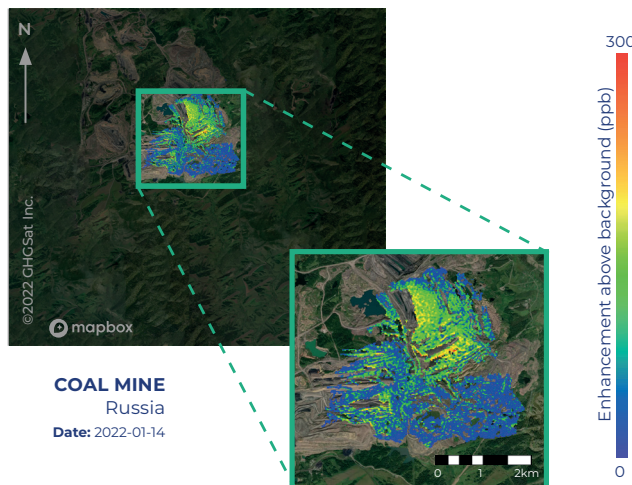 N
©2022 GHGSat Inc.
mapbox
COAL MINE
Russia
Date: 2022-01-14
0 1 2km
300
Enhancement above background (ppb)
0